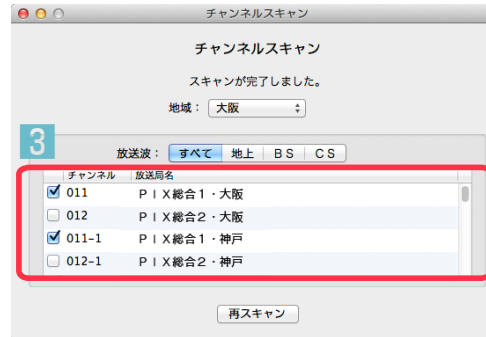 チャンネルスキャン
チャンネルスキャン
スキャンが完了しました。
地域： 大阪
3
放送波： すべて 地上 ＢＳ ＣＳ
チャンネル 放送局名
011 ＰＩＸ総合１・大阪
012 ＰＩＸ総合２・大阪
011-1 ＰＩＸ総合１・神戸
012-1 ＰＩＸ総合２・神戸
再スキャン